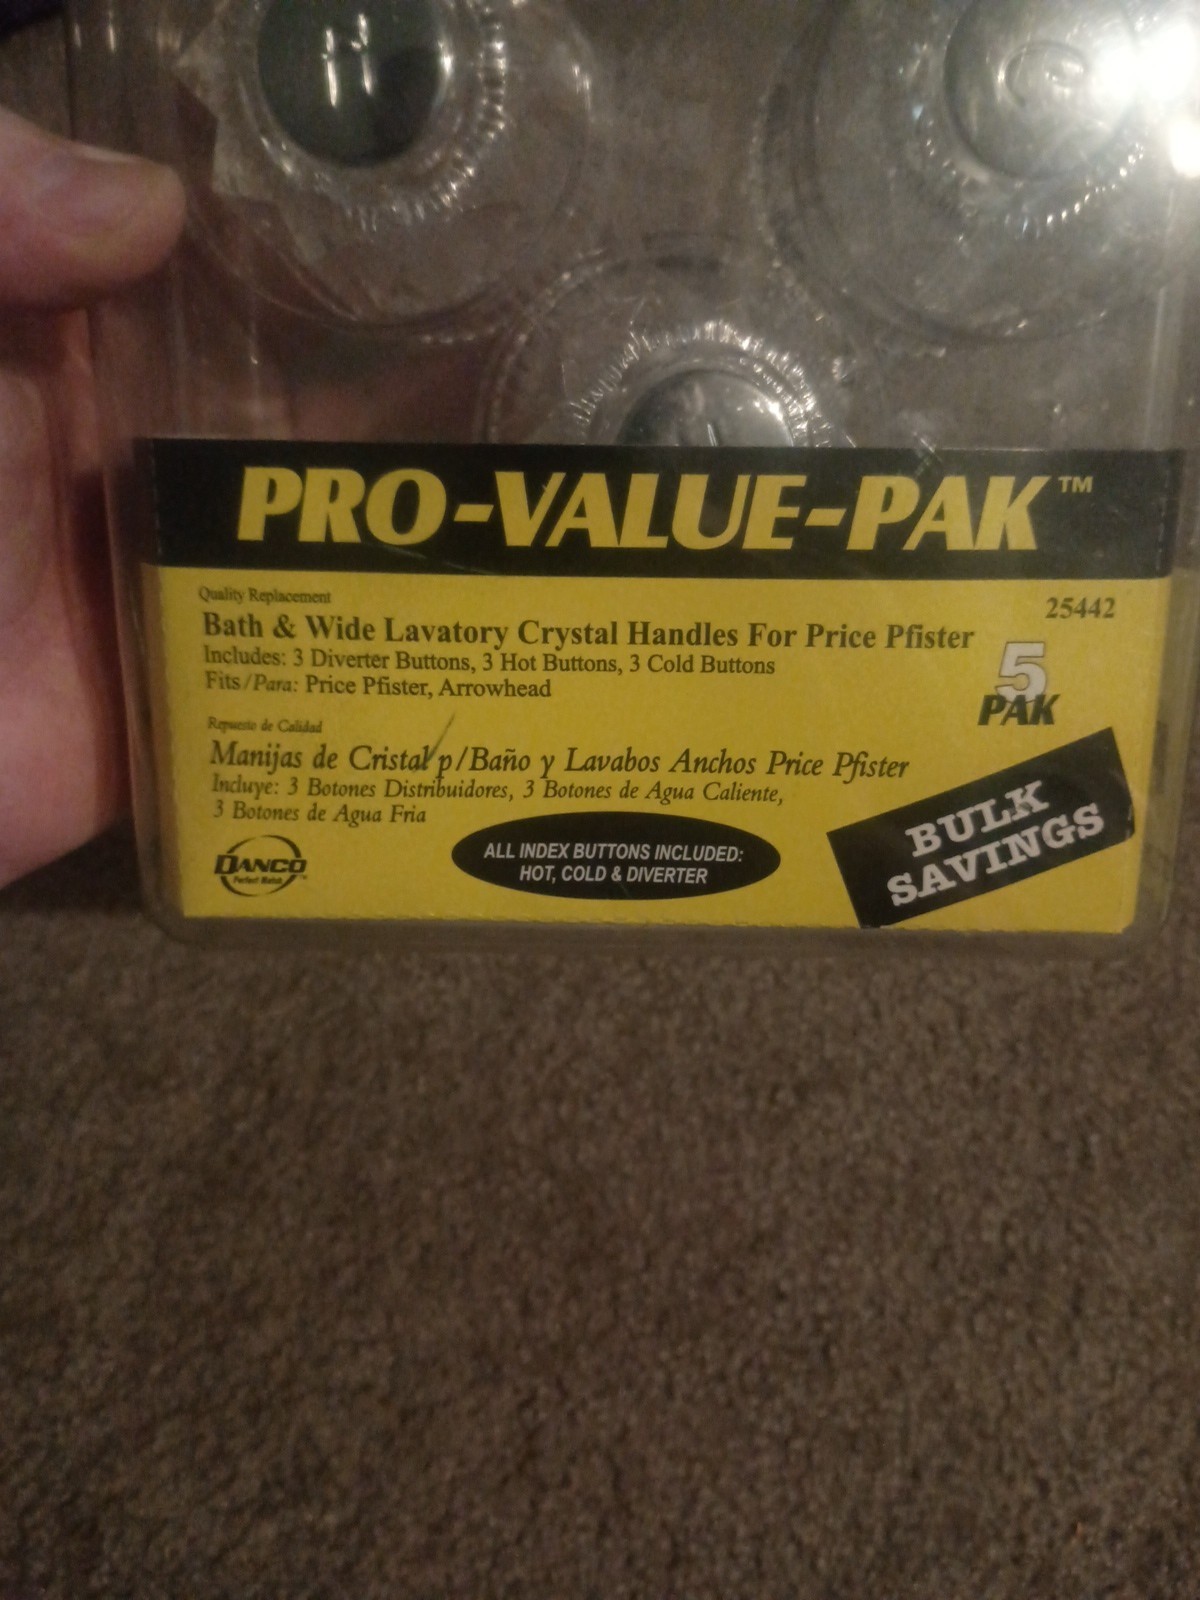 H
C
PRO-VALUE-PAK™
Quality Replacement
25442
Bath & Wide Lavatory Crystal Handles For Price Pfister
Includes: 3 Diverter Buttons, 3 Hot Buttons, 3 Cold Buttons
Fits/Para: Price Pfister, Arrowhead
5
PAK
Repuesto de Calidad
Manijas de Cristal p/Baño y Lavabos Anchos Price Pfister
Incluye: 3 Botones Distribuidores, 3 Botones de Agua Caliente,
3 Botones de Agua Fria
BULK
SAVINGS
DANCO
Perfect Match™
ALL INDEX BUTTONS INCLUDED:
HOT, COLD & DIVERTER